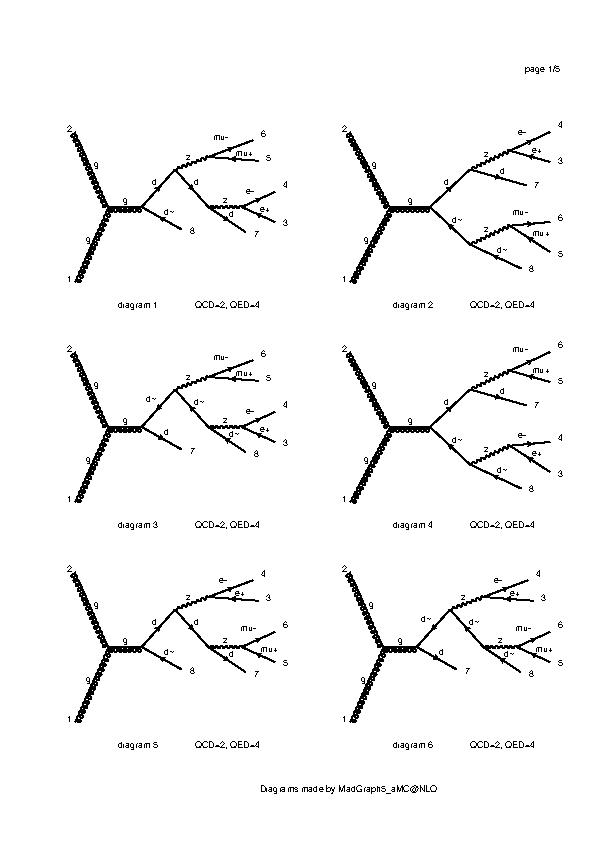 page 1/5
2
g
g
1
g
d
d~
8
z
mu-
6
mu+
5
d
z
e-
4
e+
3
d
7
diagram 1 QCD=2, QED=4
2
g
g
1
g
d
z
e-
4
e+
3
d
7
d~
z
mu-
6
mu+
5
d~
8
diagram 2 QCD=2, QED=4
2
g
g
1
g
d~
d
7
z
mu-
6
mu+
5
d~
z
e-
4
e+
3
d~
8
diagram 3 QCD=2, QED=4
2
g
g
1
g
d
z
mu-
6
mu+
5
d
7
d~
z
e-
4
e+
3
d~
8
diagram 4 QCD=2, QED=4
2
g
g
1
g
d
d~
8
z
e-
4
e+
3
d
z
mu-
6
mu+
5
d
7
diagram 5 QCD=2, QED=4
2
g
g
1
g
d~
d
7
z
e-
4
e+
3
d~
z
mu-
6
mu+
5
d~
8
diagram 6 QCD=2, QED=4
Diagrams made by MadGraph5_aMC@NLO